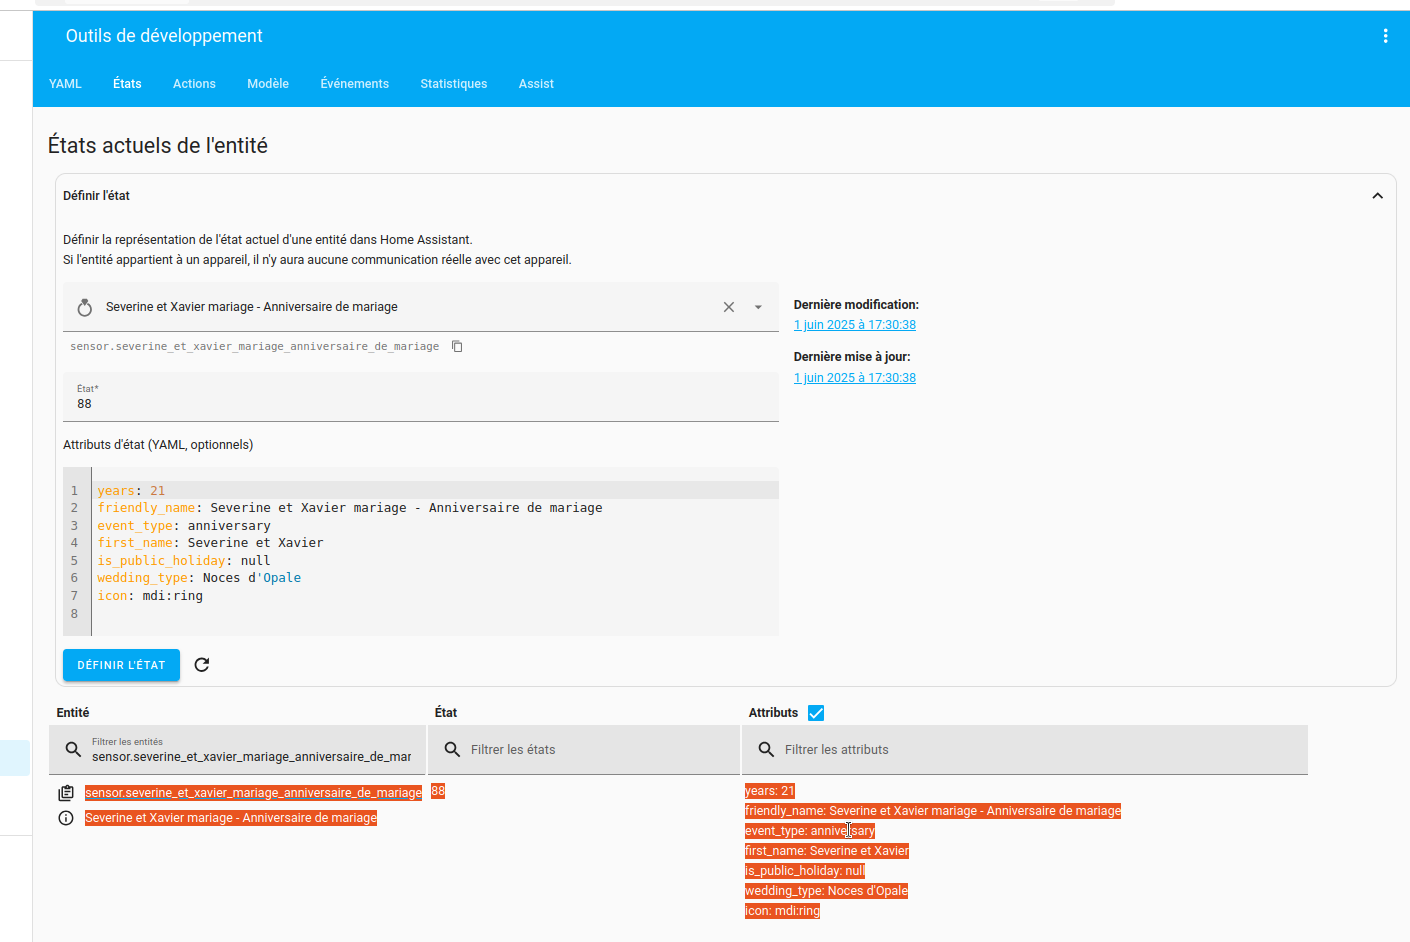 Outils de développement
YAML États Actions Modèle Événements Statistiques Assist
États actuels de l'entité
Définir l'état
Définir la représentation de l'état actuel d'une entité dans Home Assistant.
Si l'entité appartient à un appareil, il n'y aura aucune communication réelle avec cet appareil.
Severine et Xavier mariage - Anniversaire de mariage
sensor.severine_et_xavier_mariage_anniversaire_de_mariage
Dernière modification:
1 juin 2025 à 17:30:38
Dernière mise à jour:
1 juin 2025 à 17:30:38
État*
88
Attributs d'état (YAML, optionnels)
1 years: 21
2 friendly_name: Severine et Xavier mariage - Anniversaire de mariage
3 event_type: anniversary
4 first_name: Severine et Xavier
5 is_public_holiday: null
6 wedding_type: Noces d'Opale
7 icon: mdi:ring
8
DÉFINIR L'ÉTAT
Entité État Attributs
Filtrer les entités
sensor.severine_et_xavier_mariage_anniversaire_de_mar
Filtrer les états
Filtrer les attributs
sensor.severine_et_xavier_mariage_anniversaire_de_mariage
Severine et Xavier mariage - Anniversaire de mariage
88
years: 21
friendly_name: Severine et Xavier mariage - Anniversaire de mariage
event_type: anniversary
first_name: Severine et Xavier
is_public_holiday: null
wedding_type: Noces d'Opale
icon: mdi:ring